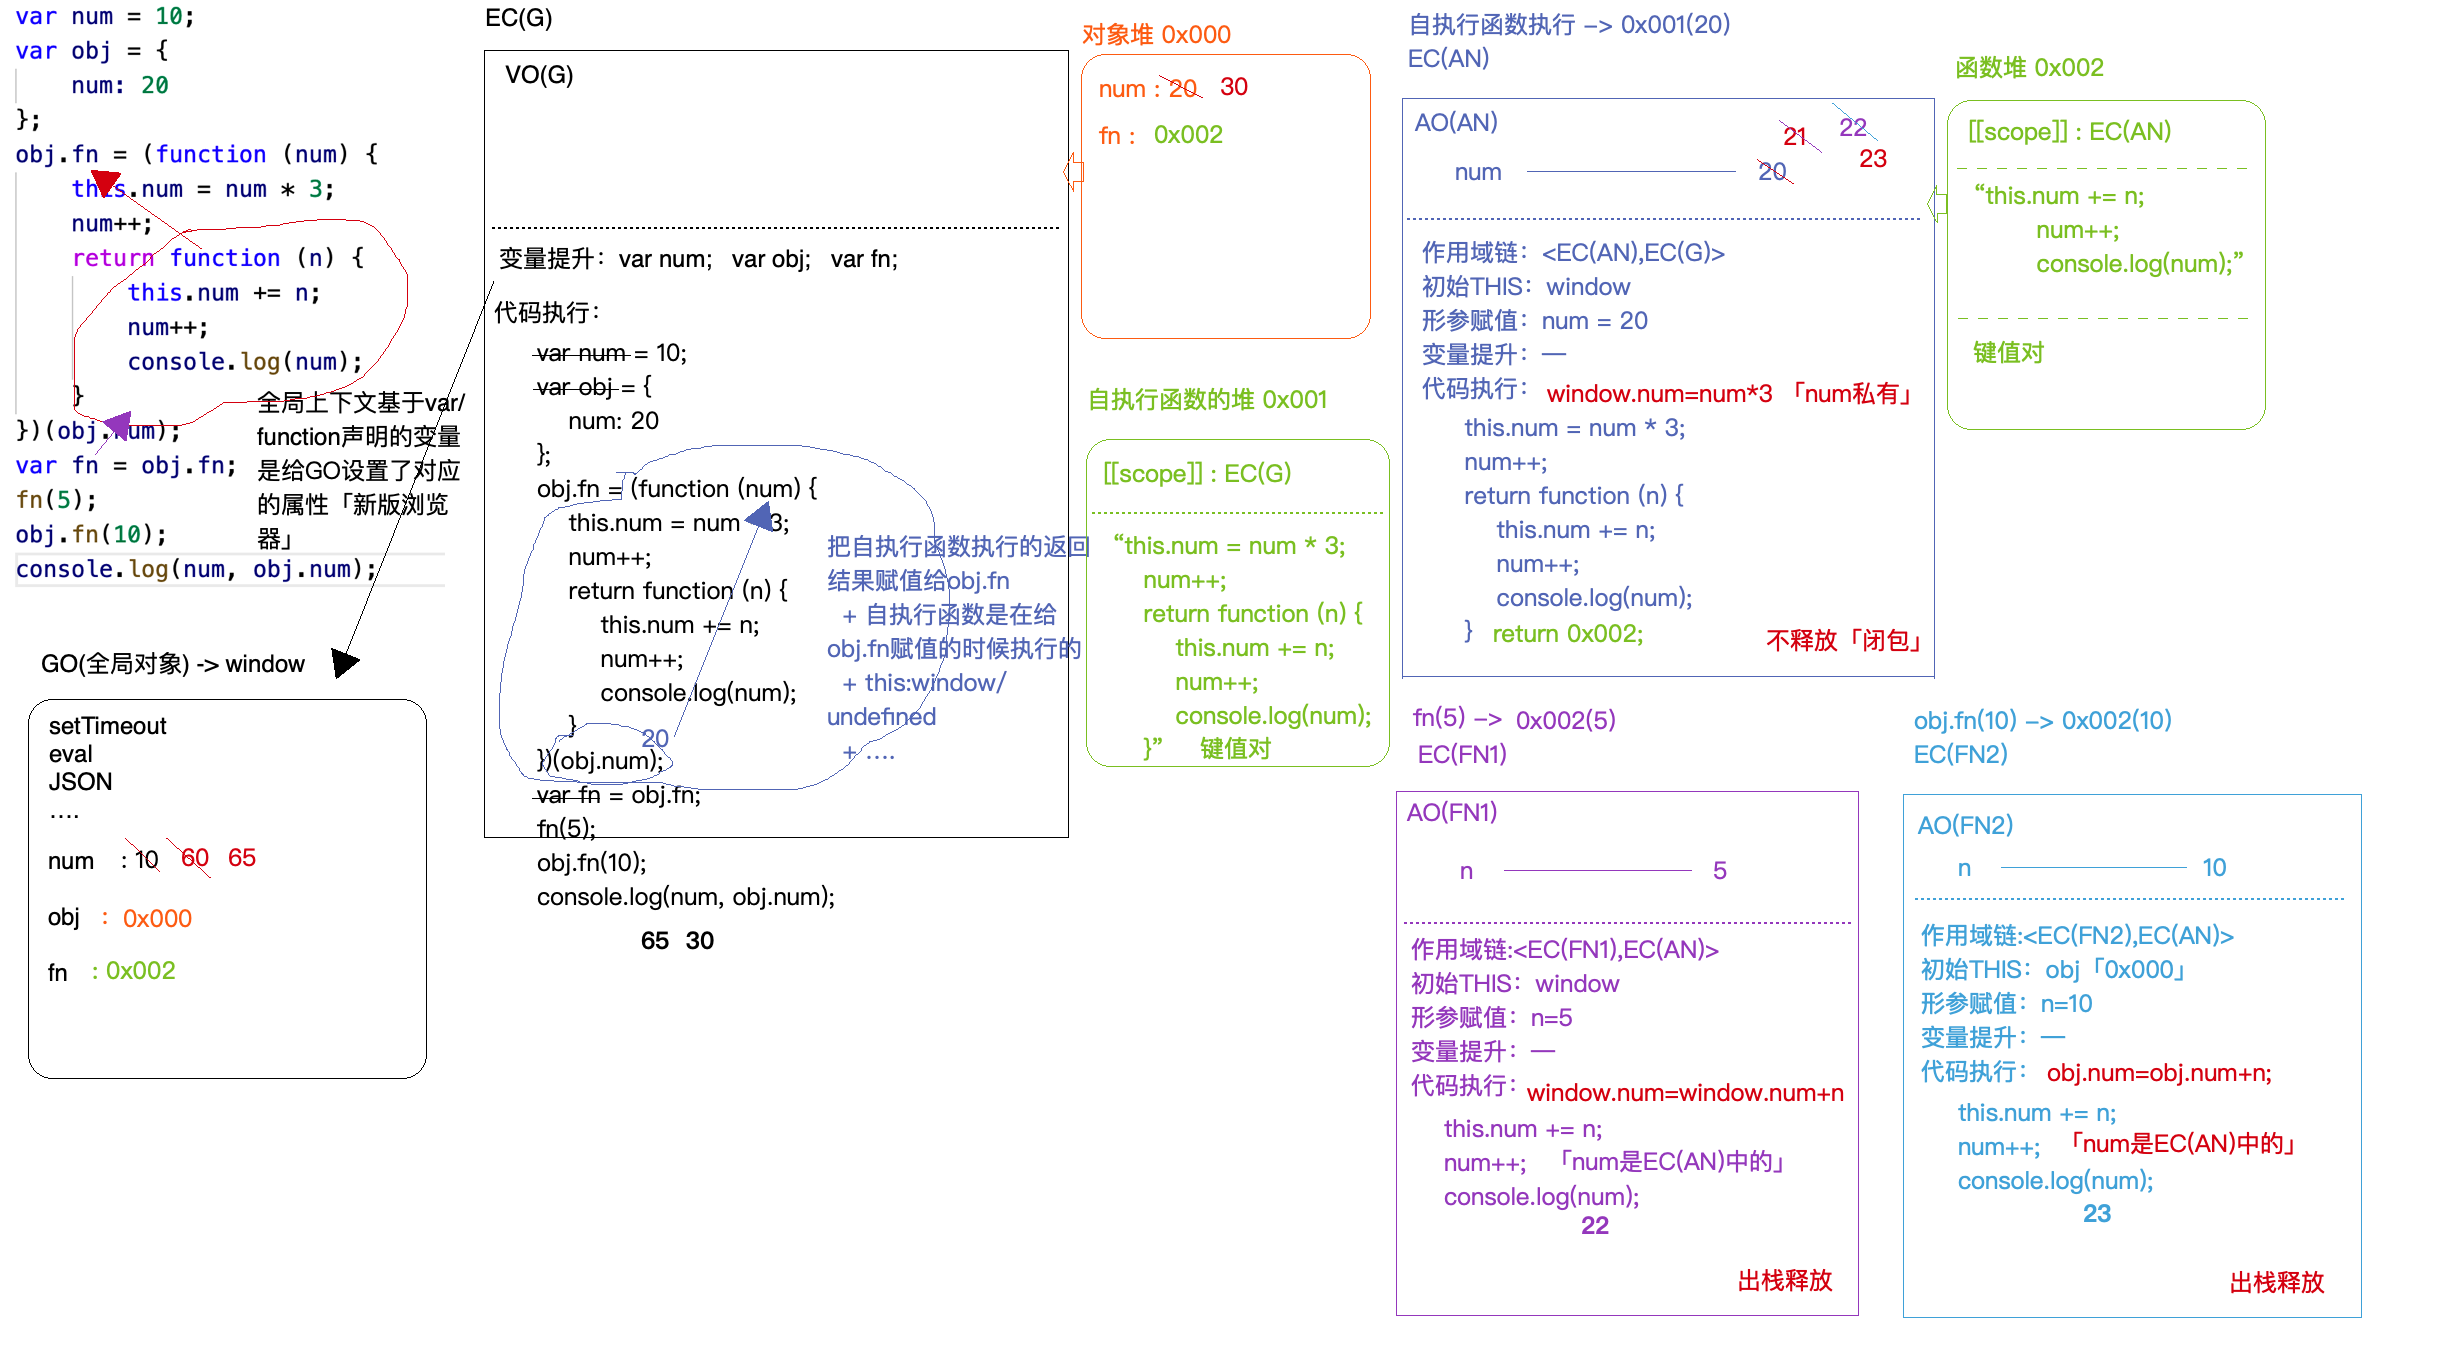 var num = 10;
var obj = {
num: 20
};
obj.fn = (function (num) {
this.num = num * 3;
num++;
return function (n) {
this.num += n;
num++;
console.log(num);
}
})(obj.num);
var fn = obj.fn;
fn(5);
obj.fn(10);
console.log(num, obj.num);
全局上下文基于var/
function声明的变量
是给GO设置了对应
的属性「新版浏览
器」
GO(全局对象) -> window
setTimeout
eval
JSON
....
num : 10 60 65
obj : 0x000
fn : 0x002
EC(G)
VO(G)
变量提升：var num; var obj; var fn;
代码执行：
var num = 10;
var obj = {
num: 20
};
obj.fn = (function (num) {
this.num = num * 3;
num++;
return function (n) {
this.num += n;
num++;
console.log(num);
}
20
})(obj.num);
var fn = obj.fn;
fn(5);
obj.fn(10);
console.log(num, obj.num);
65 30
把自执行函数执行的返回
结果赋值给obj.fn
+ 自执行函数是在给
obj.fn赋值的时候执行的
+ this:window/
undefined
+ ....
对象堆 0x000
num : 20 30
fn : 0x002
自执行函数的堆 0x001
[[scope]] : EC(G)
“this.num = num * 3;
num++;
return function (n) {
this.num += n;
num++;
console.log(num);
}” 键值对
自执行函数执行 -> 0x001(20)
EC(AN)
AO(AN)
num 20 21 22 23
作用域链：<EC(AN),EC(G)>
初始THIS：window
形参赋值：num = 20
变量提升：—
代码执行： window.num=num*3 「num私有」
this.num = num * 3;
num++;
return function (n) {
this.num += n;
num++;
console.log(num);
} return 0x002;
不释放「闭包」
函数堆 0x002
[[scope]] : EC(AN)
“this.num += n;
num++;
console.log(num);”
键值对
fn(5) -> 0x002(5)
EC(FN1)
AO(FN1)
n 5
作用域链:<EC(FN1),EC(AN)>
初始THIS：window
形参赋值：n=5
变量提升：—
代码执行：window.num=window.num+n
this.num += n;
num++; 「num是EC(AN)中的」
console.log(num);
22
出栈释放
obj.fn(10) -> 0x002(10)
EC(FN2)
AO(FN2)
n 10
作用域链:<EC(FN2),EC(AN)>
初始THIS：obj「0x000」
形参赋值：n=10
变量提升：—
代码执行： obj.num=obj.num+n;
this.num += n;
num++; 「num是EC(AN)中的」
console.log(num);
23
出栈释放